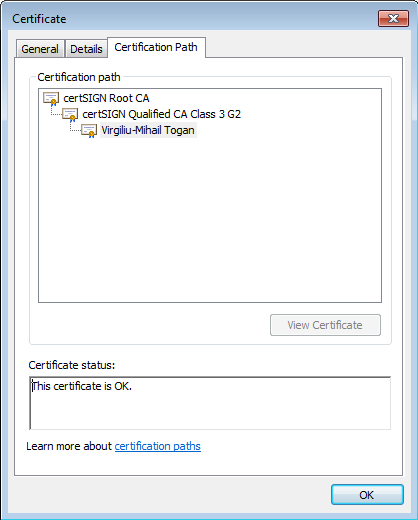 Certificate
General Details Certification Path
Certification path
certSIGN Root CA
certSIGN Qualified CA Class 3 G2
Virgiliu-Mihail Togan
View Certificate
Certificate status:
This certificate is OK.
Learn more about certification paths
OK